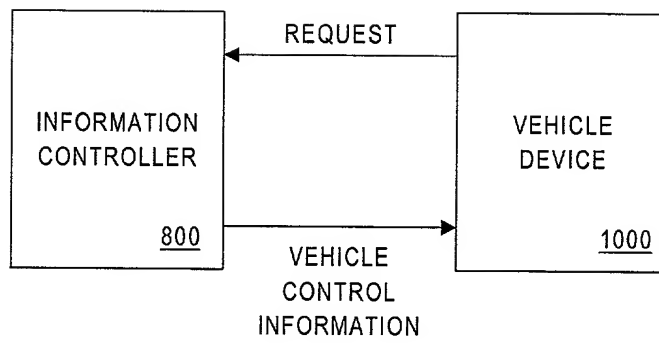 REQUEST
INFORMATION
CONTROLLER
800
VEHICLE
DEVICE
1000
VEHICLE
CONTROL
INFORMATION